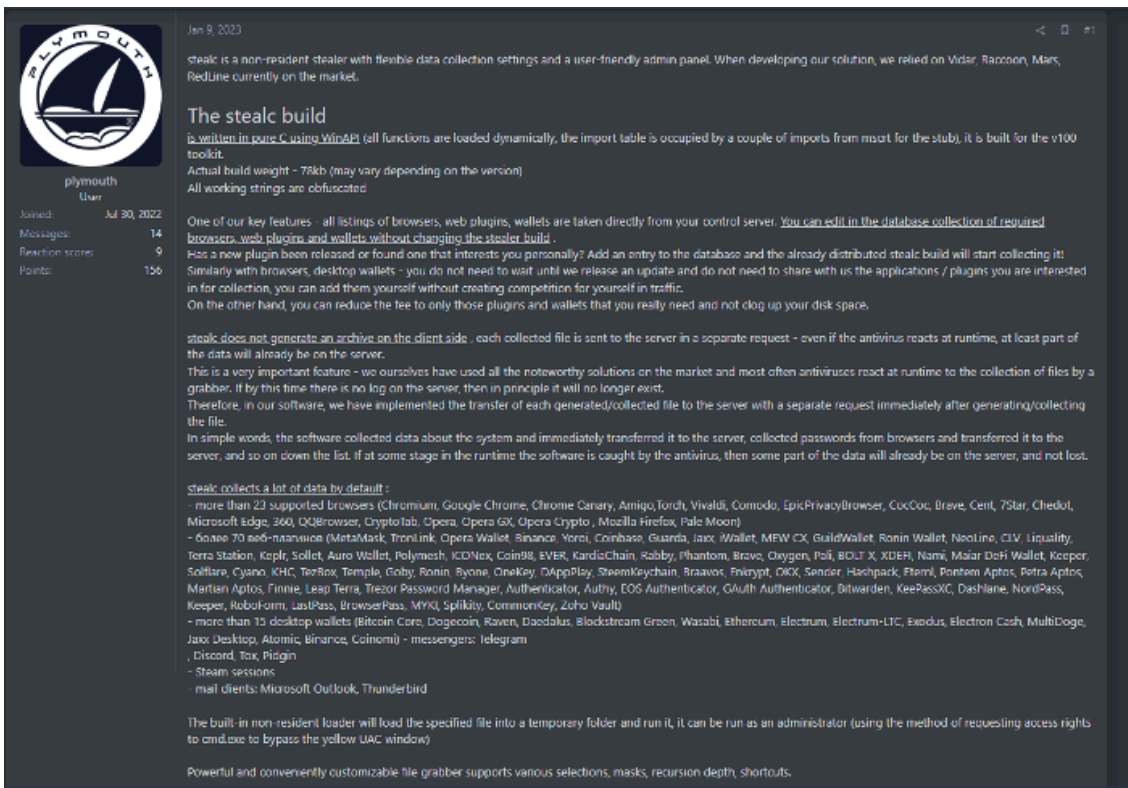 PLYMOUTH
plymouth
User
Joined: Jul 30, 2022
Messages: 14
Reaction score: 9
Points: 156
Jan 9, 2023
#1
stealc is a non-resident stealer with flexible data collection settings and a user-friendly admin panel. When developing our solution, we relied on Vidar, Raccoon, Mars,
RedLine currently on the market.
The stealc build
is written in pure C using WinAPI (all functions are loaded dynamically, the import table is occupied by a couple of imports from mscrt for the stub), it is built for the v100
toolkit.
Actual build weight - 78kb (may vary depending on the version)
All working strings are obfuscated
One of our key features - all listings of browsers, web plugins, wallets are taken directly from your control server. You can edit in the database collection of required
browsers, web plugins and wallets without changing the stealer build .
Has a new plugin been released or found one that interests you personally? Add an entry to the database and the already distributed stealc build will start collecting it!
Similarly with browsers, desktop wallets - you do not need to wait until we release an update and do not need to share with us the applications / plugins you are interested
in for collection, you can add them yourself without creating competition for yourself in traffic.
On the other hand, you can reduce the fee to only those plugins and wallets that you really need and not clog up your disk space.
stealc does not generate an archive on the client side , each collected file is sent to the server in a separate request - even if the antivirus reacts at runtime, at least part of
the data will already be on the server.
This is a very important feature - we ourselves have used all the noteworthy solutions on the market and most often antiviruses react at runtime to the collection of files by a
grabber. If by this time there is no log on the server, then in principle it will no longer exist.
Therefore, in our software, we have implemented the transfer of each generated/collected file to the server with a separate request immediately after generating/collecting
the file.
In simple words, the software collected data about the system and immediately transferred it to the server, collected passwords from browsers and transferred it to the
server, and so on down the list. If at some stage in the runtime the software is caught by the antivirus, then some part of the data will already be on the server, and not lost.
stealc collects a lot of data by default :
- more than 23 supported browsers (Chromium, Google Chrome, Chrome Canary, Amigo,Torch, Vivaldi, Comodo, EpicPrivacyBrowser, CocCoc, Brave, Cent, 7Star, Chedot,
Microsoft Edge, 360, QQBrowser, CryptoTab, Opera, Opera GX, Opera Crypto , Mozilla Firefox, Pale Moon)
- более 70 веб-плагинов (MetaMask, TronLink, Opera Wallet, Binance, Yoroi, Coinbase, Guarda, Jaxx, iWallet, MEW CX, GuildWallet, Ronin Wallet, NeoLine, CLV, Liquality,
Terra Station, Keplr, Sollet, Auro Wallet, Polymesh, ICONex, Coin98, EVER, KardiaChain, Rabby, Phantom, Brave, Oxygen, Pali, BOLT X, XDEFI, Nami, Maiar DeFi Wallet, Keeper,
Solflare, Cyano, KHC, TezBox, Temple, Goby, Ronin, Byone, OneKey, DAppPlay, SteemKeychain, Braavos, Enkrypt, OKX, Sender, Hashpack, Eternl, Pontem Aptos, Petra Aptos,
Martian Aptos, Finnie, Leap Terra, Trezor Password Manager, Authenticator, Authy, EOS Authenticator, GAuth Authenticator, Bitwarden, KeePassXC, Dashlane, NordPass,
Keeper, RoboForm, LastPass, BrowserPass, MYKI, Splikity, CommonKey, Zoho Vault)
- more than 15 desktop wallets (Bitcoin Core, Dogecoin, Raven, Daedalus, Blockstream Green, Wasabi, Ethereum, Electrum, Electrum-LTC, Exodus, Electron Cash, MultiDoge,
Jaxx Desktop, Atomic, Binance, Coinomi) - messengers: Telegram
, Discord, Tox, Pidgin
- Steam sessions
- mail clients: Microsoft Outlook, Thunderbird
The built-in non-resident loader will load the specified file into a temporary folder and run it, it can be run as an administrator (using the method of requesting access rights
to cmd.exe to bypass the yellow UAC window)
Powerful and conveniently customizable file grabber supports various selections, masks, recursion depth, shortcuts.